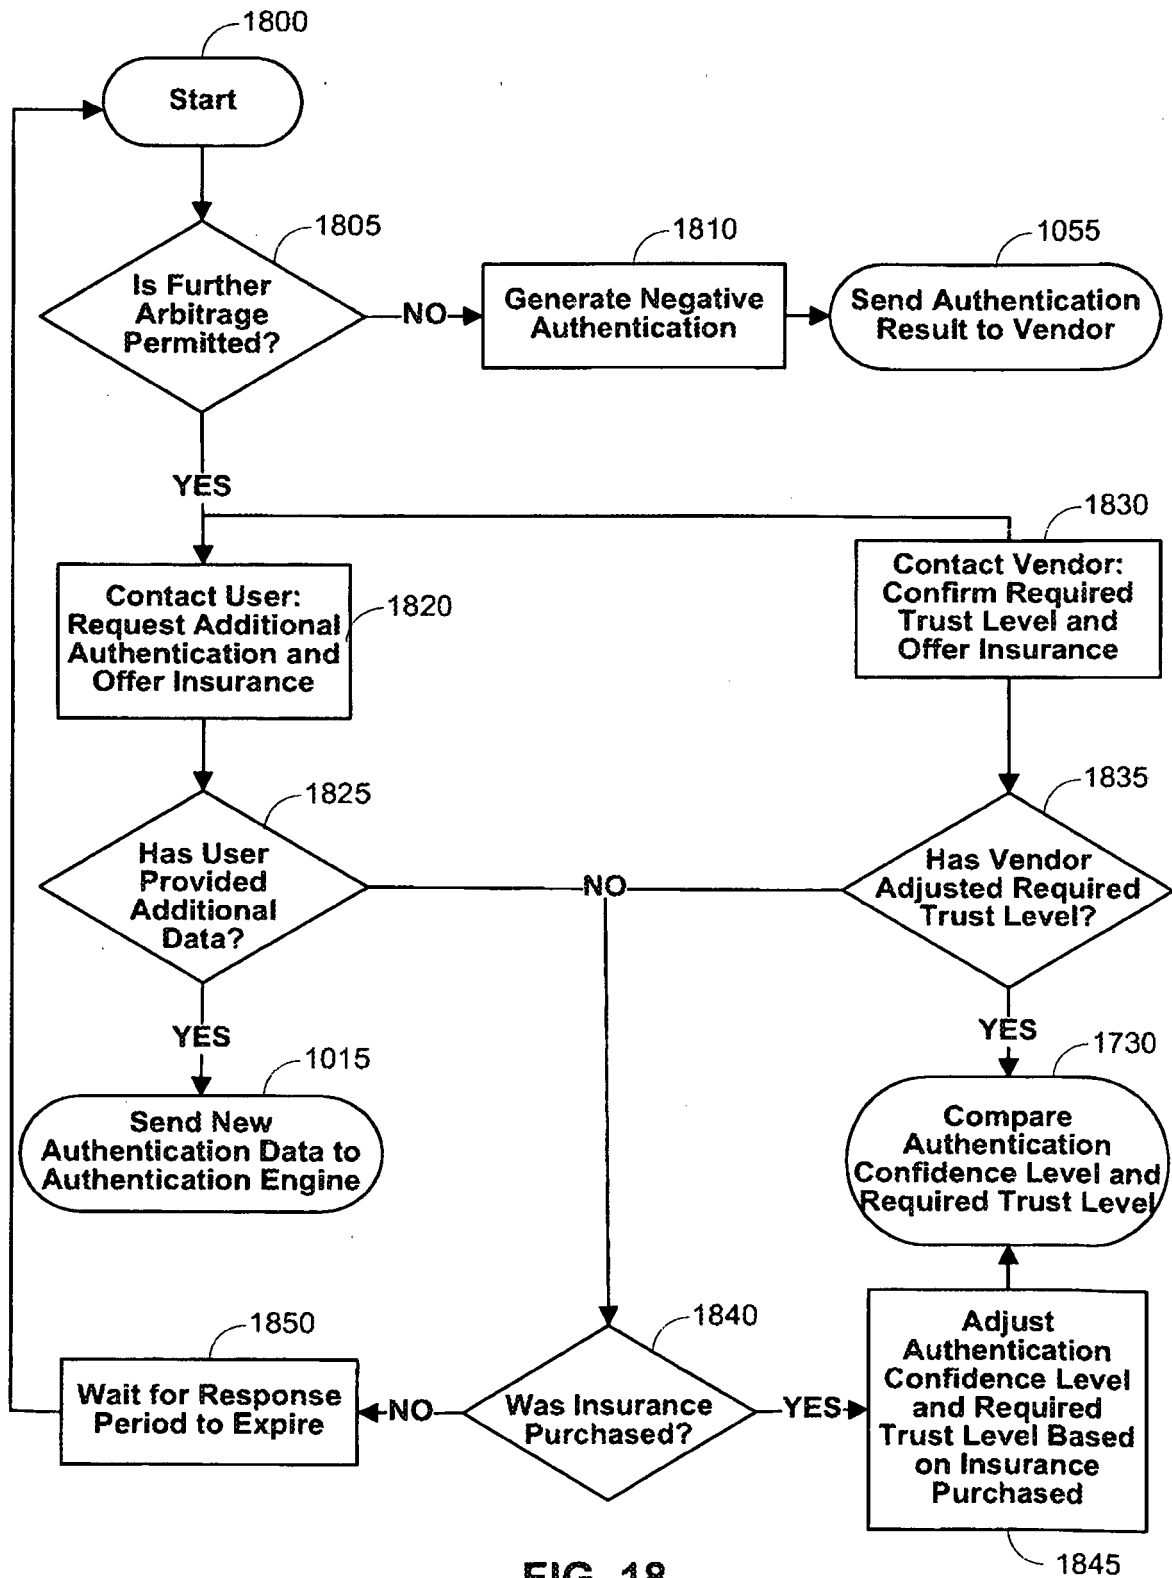 1800
Start
1805
Is Further
Arbitrage
Permitted?
NO
1810
Generate Negative
Authentication
1055
Send Authentication
Result to Vendor
YES
1820
Contact User:
Request Additional
Authentication and
Offer Insurance
1830
Contact Vendor:
Confirm Required
Trust Level and
Offer Insurance
1825
Has User
Provided
Additional
Data?
NO
1835
Has Vendor
Adjusted Required
Trust Level?
YES
1015
Send New
Authentication Data to
Authentication Engine
YES
1730
Compare
Authentication
Confidence Level and
Required Trust Level
1850
Wait for Response
Period to Expire
NO
1840
Was Insurance
Purchased?
YES
Adjust
Authentication
Confidence Level
and Required
Trust Level Based
on Insurance
Purchased
1845
FIG. 18